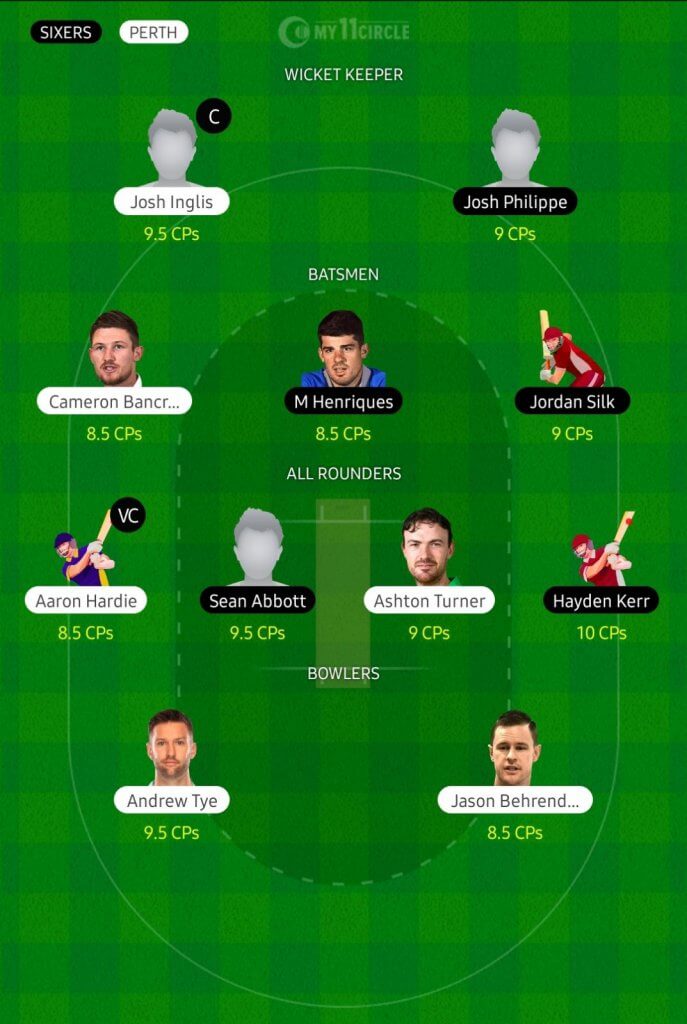 SIXERS PERTH MY11CIRCLE
WICKET KEEPER
C
Josh Inglis Josh Philippe
9.5 CPs 9 CPs
BATSMEN
Cameron Bancr... M Henriques Jordan Silk
8.5 CPs 8.5 CPs 9 CPs
ALL ROUNDERS
VC
Aaron Hardie Sean Abbott Ashton Turner Hayden Kerr
8.5 CPs 9.5 CPs 9 CPs 10 CPs
BOWLERS
Andrew Tye Jason Behrend...
9.5 CPs 8.5 CPs